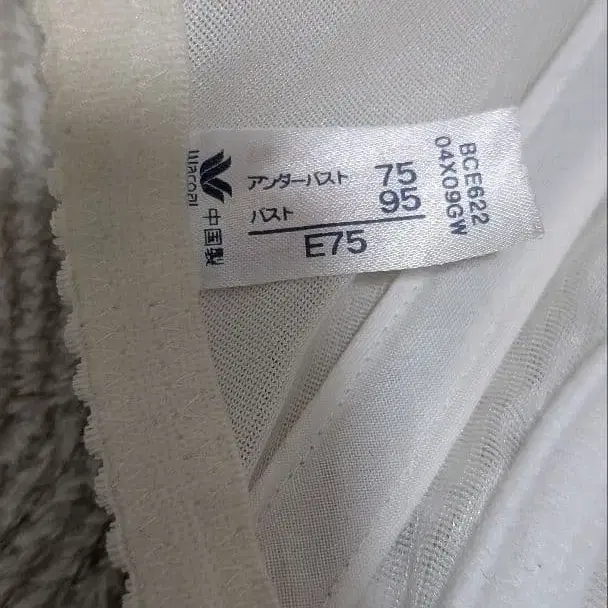 Wacoal
中国製
アンダーバスト 75
バスト 95
E75
BCE622
04X09GW